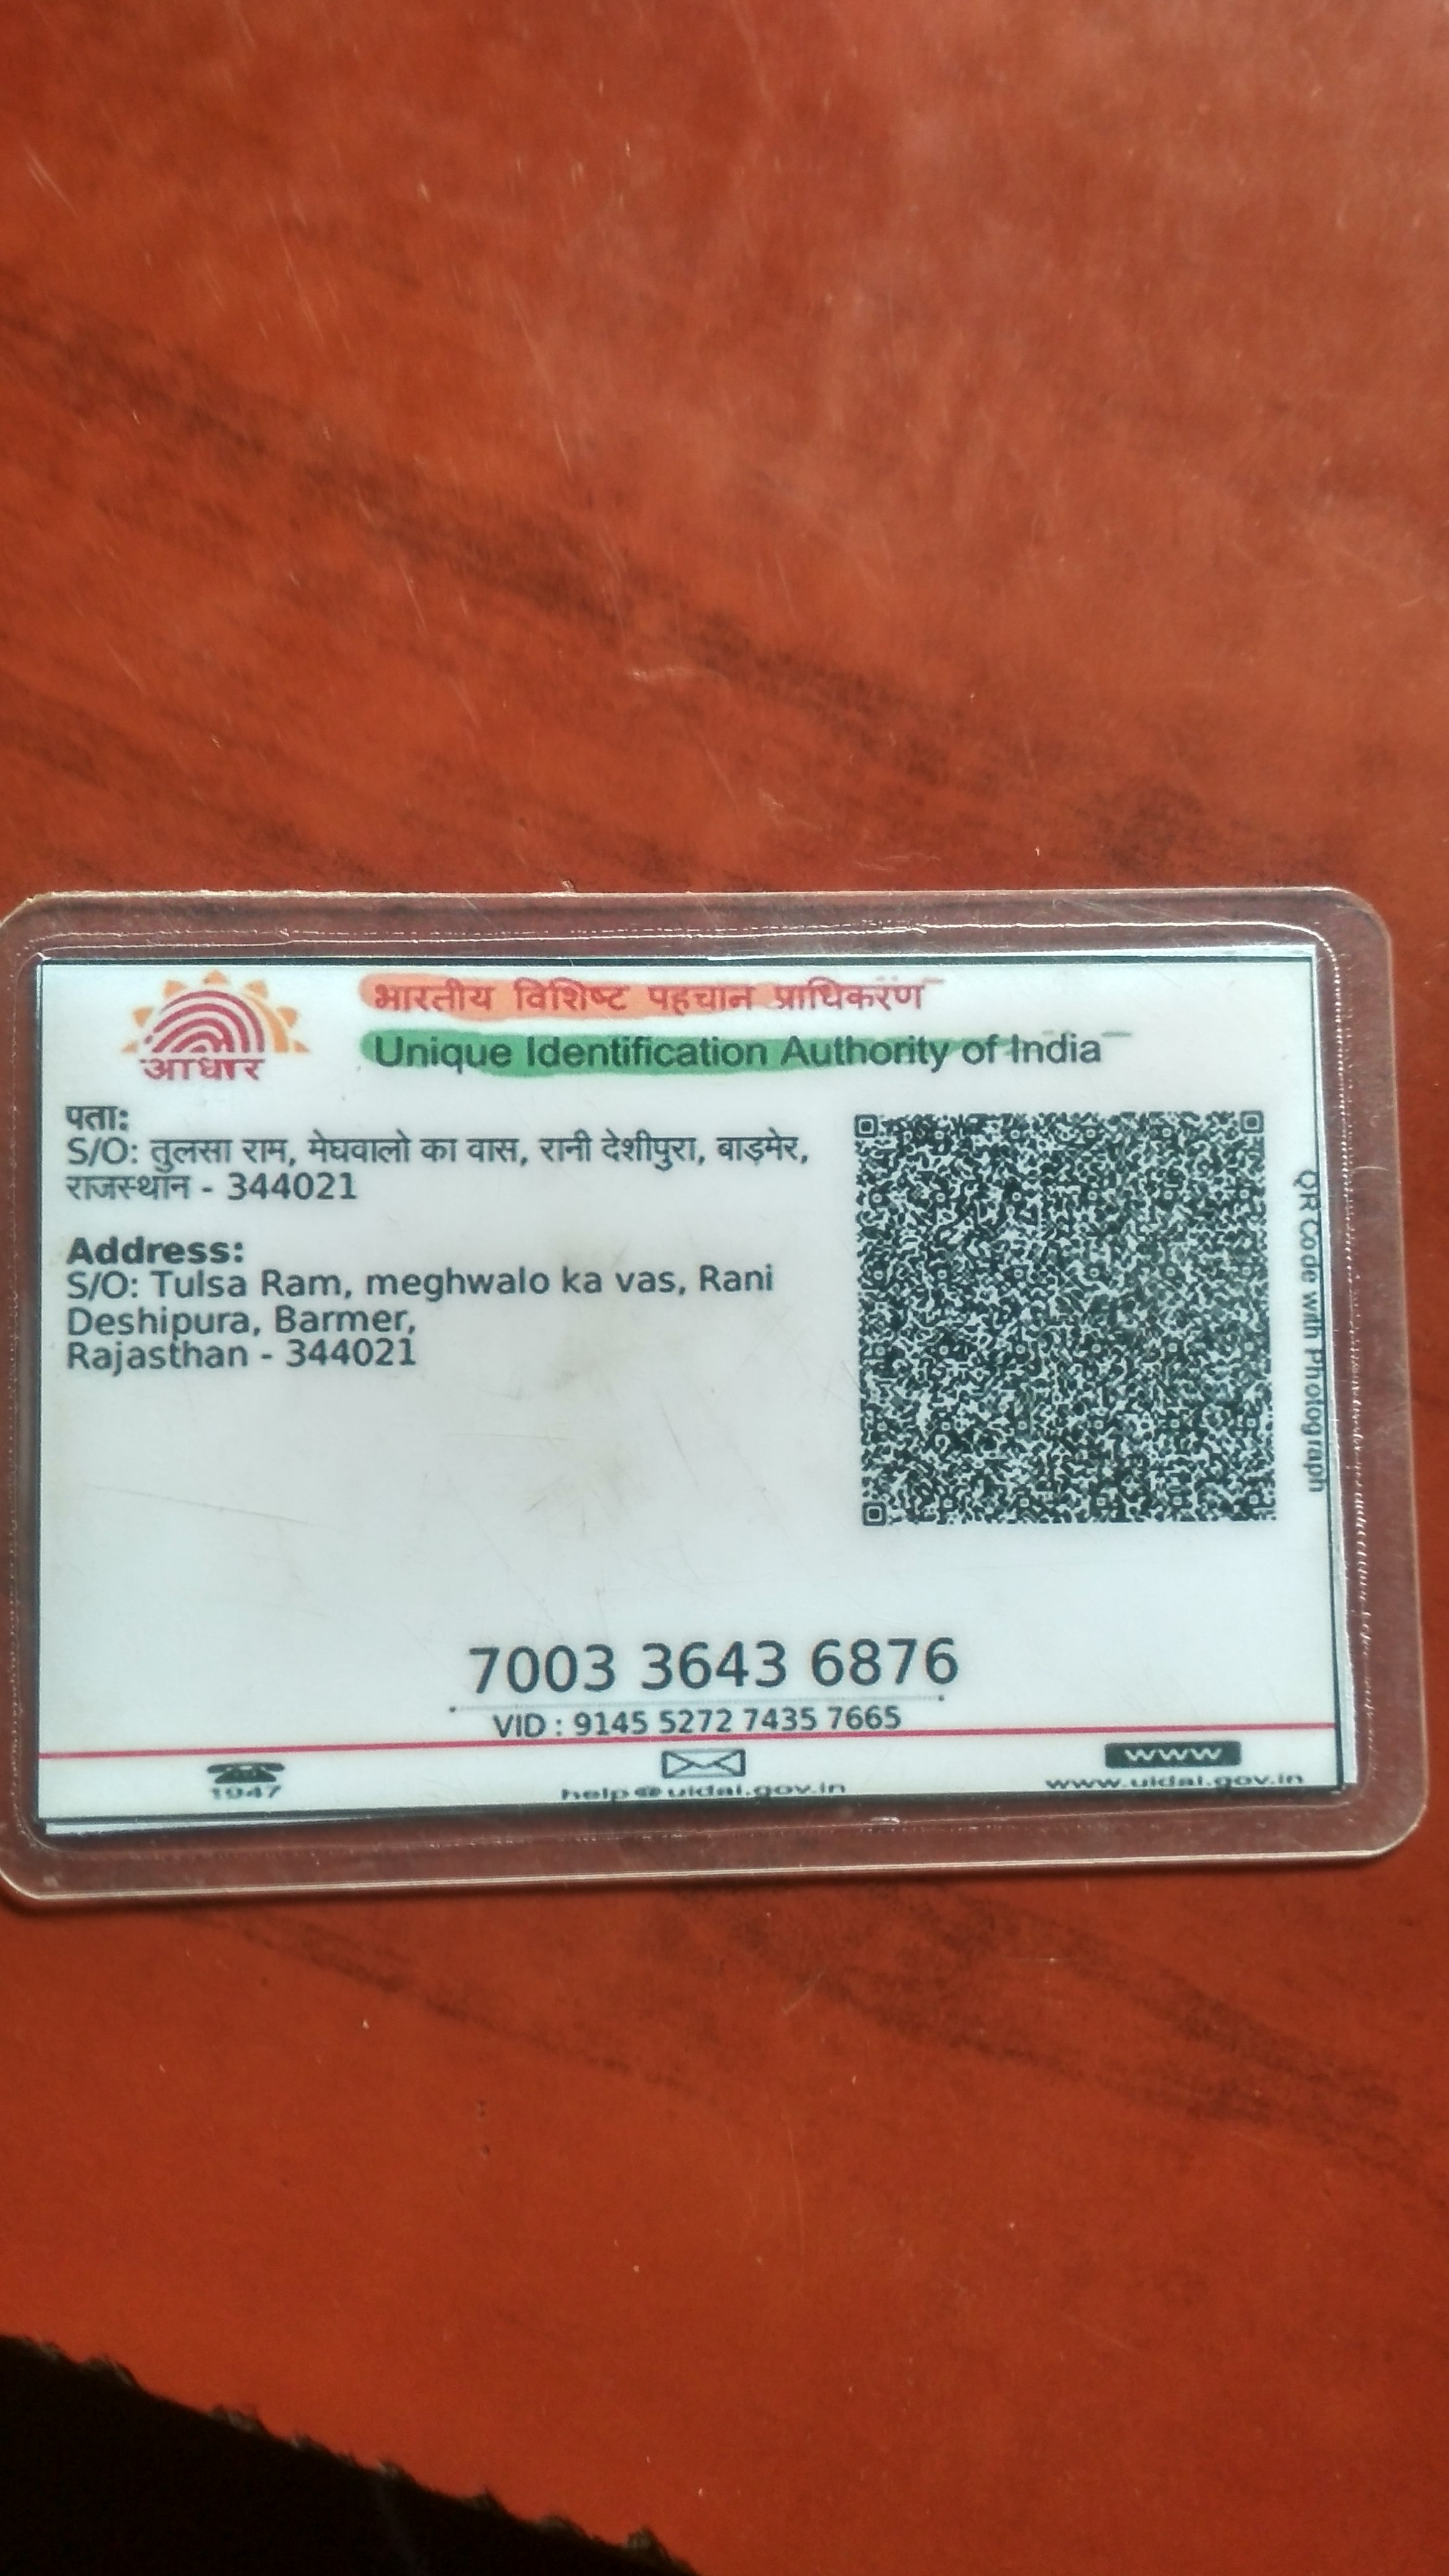 आधार
भारतीय विशिष्ट पहचान प्राधिकरण
Unique Identification Authority of India
पता:
S/O: तुलसा राम, मेघवालो का वास, रानी देशीपुरा, बाड़मेर,
राजस्थान - 344021
Address:
S/O: Tulsa Ram, meghwalo ka vas, Rani
Deshipura, Barmer,
Rajasthan - 344021
QR Code with Photograph
7003 3643 6876
VID : 9145 5272 7435 7665
1947
help@uidai.gov.in
www
www.uidai.gov.in